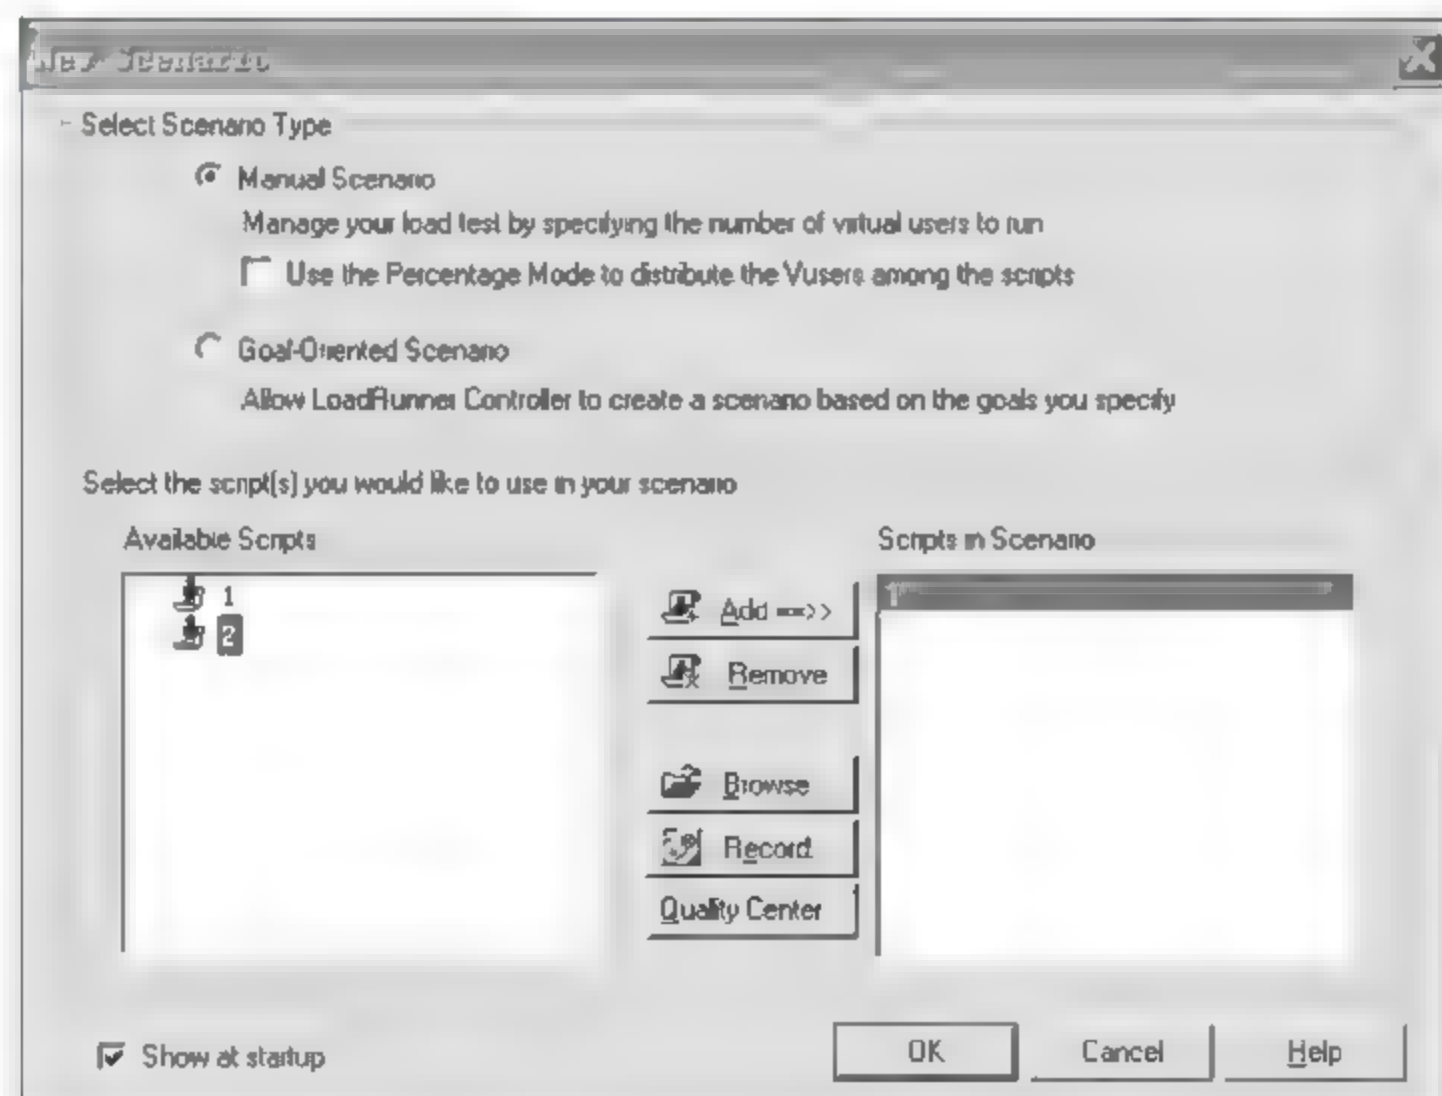 New Scenario
Select Scenario Type
Manual Scenario
Manage your load test by specifying the number of virtual users to run
Use the Percentage Mode to distribute the Vusers among the scripts
Goal-Oriented Scenario
Allow LoadRunner Controller to create a scenario based on the goals you specify
Select the script(s) you would like to use in your scenario
Available Scripts
Scripts in Scenario
1
2
Add ==>>
Remove
Browse
Record
Quality Center
1
Show at startup
OK
Cancel
Help